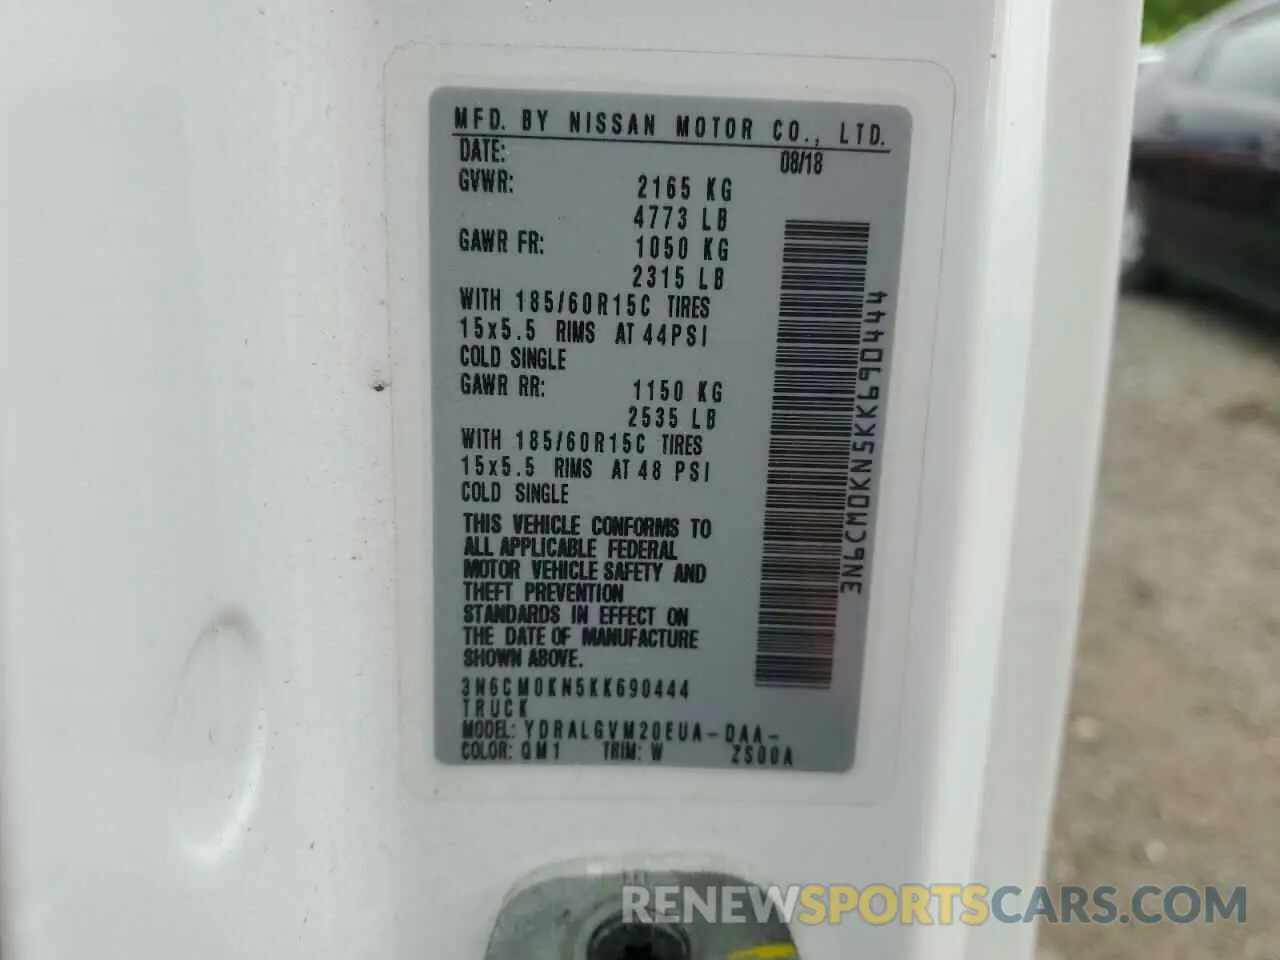 MFD. BY NISSAN MOTOR CO., LTD.
DATE: 08/18
GVWR: 2165 KG
4773 LB
GAWR FR: 1050 KG
2315 LB
WITH 185/60R15C TIRES
15x5.5 RIMS AT 44PSI
COLD SINGLE
GAWR RR: 1150 KG
2535 LB
WITH 185/60R15C TIRES
15x5.5 RIMS AT 48 PSI
COLD SINGLE
THIS VEHICLE CONFORMS TO
ALL APPLICABLE FEDERAL
MOTOR VEHICLE SAFETY AND
THEFT PREVENTION
STANDARDS IN EFFECT ON
THE DATE OF MANUFACTURE
SHOWN ABOVE.
3N6CM0KN5KK690444
TRUCK
MODEL: YDRALGVM20EUA-DAA-
COLOR: QM1 TRIM: W ZS00A
3N6CM0KN5KK690444
RENEWSPORTSCARS.COM